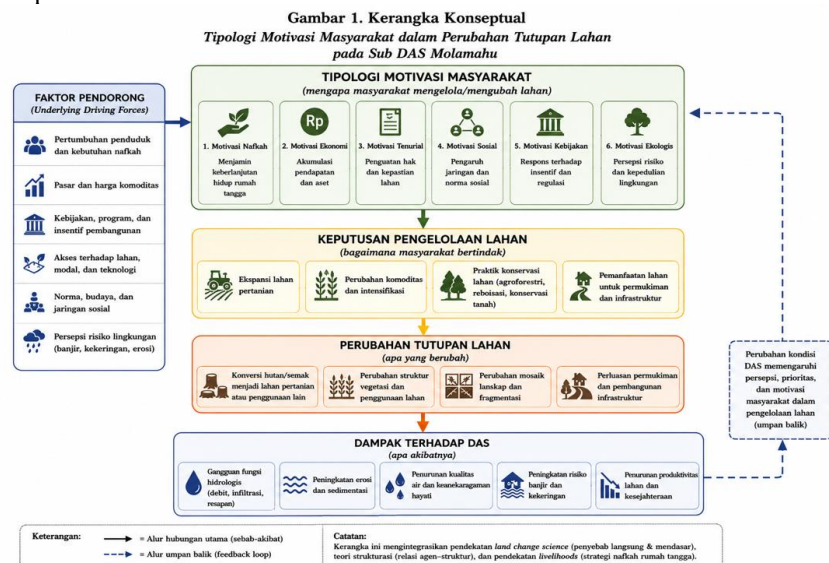 Gambar 1. Kerangka Konseptual
Tipologi Motivasi Masyarakat dalam Perubahan Tutupan Lahan
pada Sub DAS Molamahu
FAKTOR PENDORONG
(Underlying Driving Forces)
Pertumbuhan penduduk
dan kebutuhan nafkah
Pasar dan harga komoditas
Kebijakan, program, dan
insentif pembangunan
Akses terhadap lahan,
modal, dan teknologi
Norma, budaya, dan
jaringan sosial
Persepsi risiko lingkungan
(banjir, kekeringan, erosi)
TIPOLOGI MOTIVASI MASYARAKAT
(mengapa masyarakat mengelola/mengubah lahan)
1. Motivasi Nafkah
Menjamin
keberlanjutan
hidup rumah
tangga
Rp
2. Motivasi Ekonomi
Akumulasi
pendapatan
dan aset
3. Motivasi Tenurial
Penguatan hak
dan kepastian
lahan
4. Motivasi Sosial
Pengaruh
jaringan dan
norma sosial
5. Motivasi Kebijakan
Respons terhadap
insentif dan
regulasi
6. Motivasi Ekologis
Persepsi risiko
dan kepedulian
lingkungan
KEPUTUSAN PENGELOLAAN LAHAN
(bagaimana masyarakat bertindak)
Ekspansi lahan
pertanian
Perubahan komoditas
dan intensifikasi
Praktik konservasi
lahan (agroforestri,
reboisasi, konservasi
tanah)
Pemanfaatan lahan
untuk permukiman
dan infrastruktur
PERUBAHAN TUTUPAN LAHAN
(apa yang berubah)
Konversi hutan/semak
menjadi lahan pertanian
atau penggunaan lain
Perubahan struktur
vegetasi dan
penggunaan lahan
Perubahan mosaik
lanskap dan
fragmentasi
Perluasan permukiman
dan pembangunan
infrastruktur
DAMPAK TERHADAP DAS
(apa akibatnya)
Gangguan fungsi
hidrologis
(debit, infiltrasi,
resapan)
Peningkatan erosi
dan sedimentasi
Penurunan kualitas
air dan keanekaragaman
hayati
Peningkatan risiko
banjir dan
kekeringan
Penurunan produktivitas
lahan dan
kesejahteraan
Perubahan kondisi
DAS memengaruhi
persepsi, prioritas,
dan motivasi
masyarakat dalam
pengelolaan lahan
(umpan balik)
Keterangan:
= Alur hubungan utama (sebab-akibat)
= Alur umpan balik (feedback loop)
Catatan:
Kerangka ini mengintegrasikan pendekatan land change science (penyebab langsung & mendasar),
teori strukturasi (relasi agen–struktur), dan pendekatan livelihoods (strategi nafkah rumah tangga).